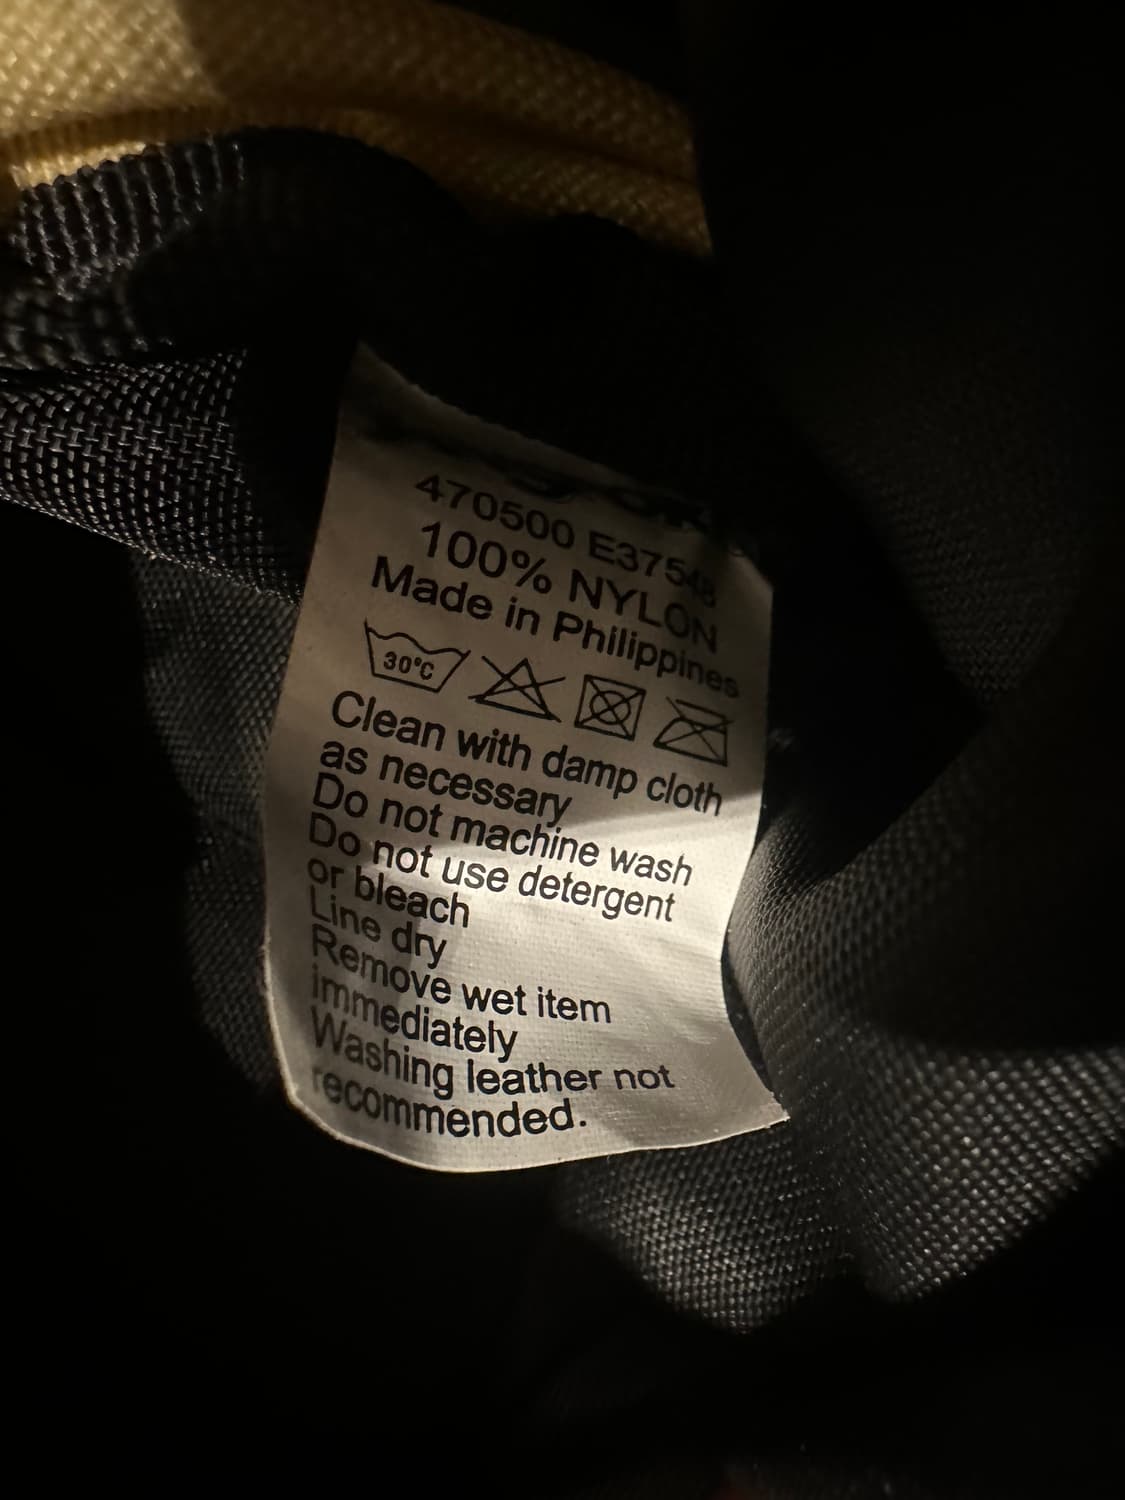 470500 E37548
100% NYLON
Made in Philippines
30°C
Clean with damp cloth
as necessary
Do not machine wash
Do not use detergent
or bleach
Line dry
Remove wet item
immediately
Washing leather not
recommended.